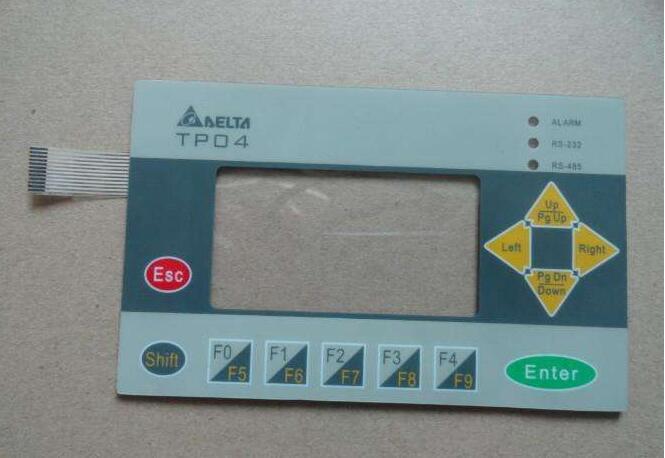 DELTA
TP04
ALARM
RS-232
RS-485
Up
Pg Up
Left
Right
Pg Dn
Down
Esc
Shift
F0
F5
F1
F6
F2
F7
F3
F8
F4
F9
Enter